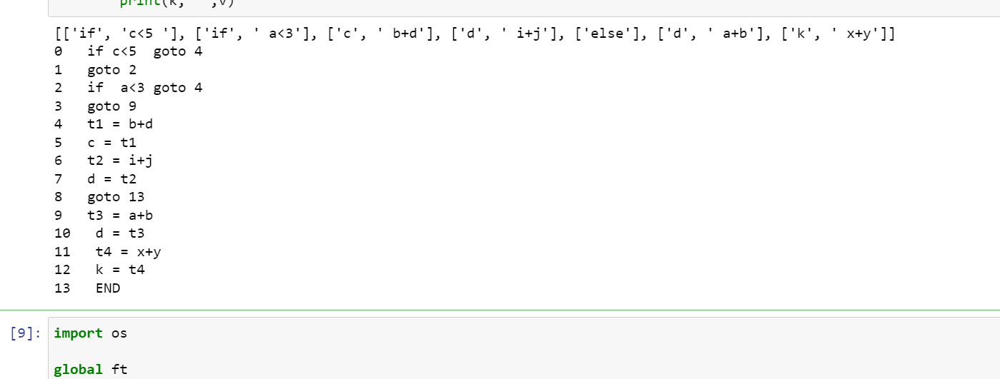 print(k," ",v)
[['if', 'c<5 '], ['if', ' a<3'], ['c', ' b+d'], ['d', ' i+j'], ['else'], ['d', ' a+b'], ['k', ' x+y']]
0   if c<5  goto 4
1   goto 2
2   if  a<3 goto 4
3   goto 9
4   t1 = b+d
5   c = t1
6   t2 = i+j
7   d = t2
8   goto 13
9   t3 = a+b
10   d = t3
11   t4 = x+y
12   k = t4
13   END
[9]: import os
global ft